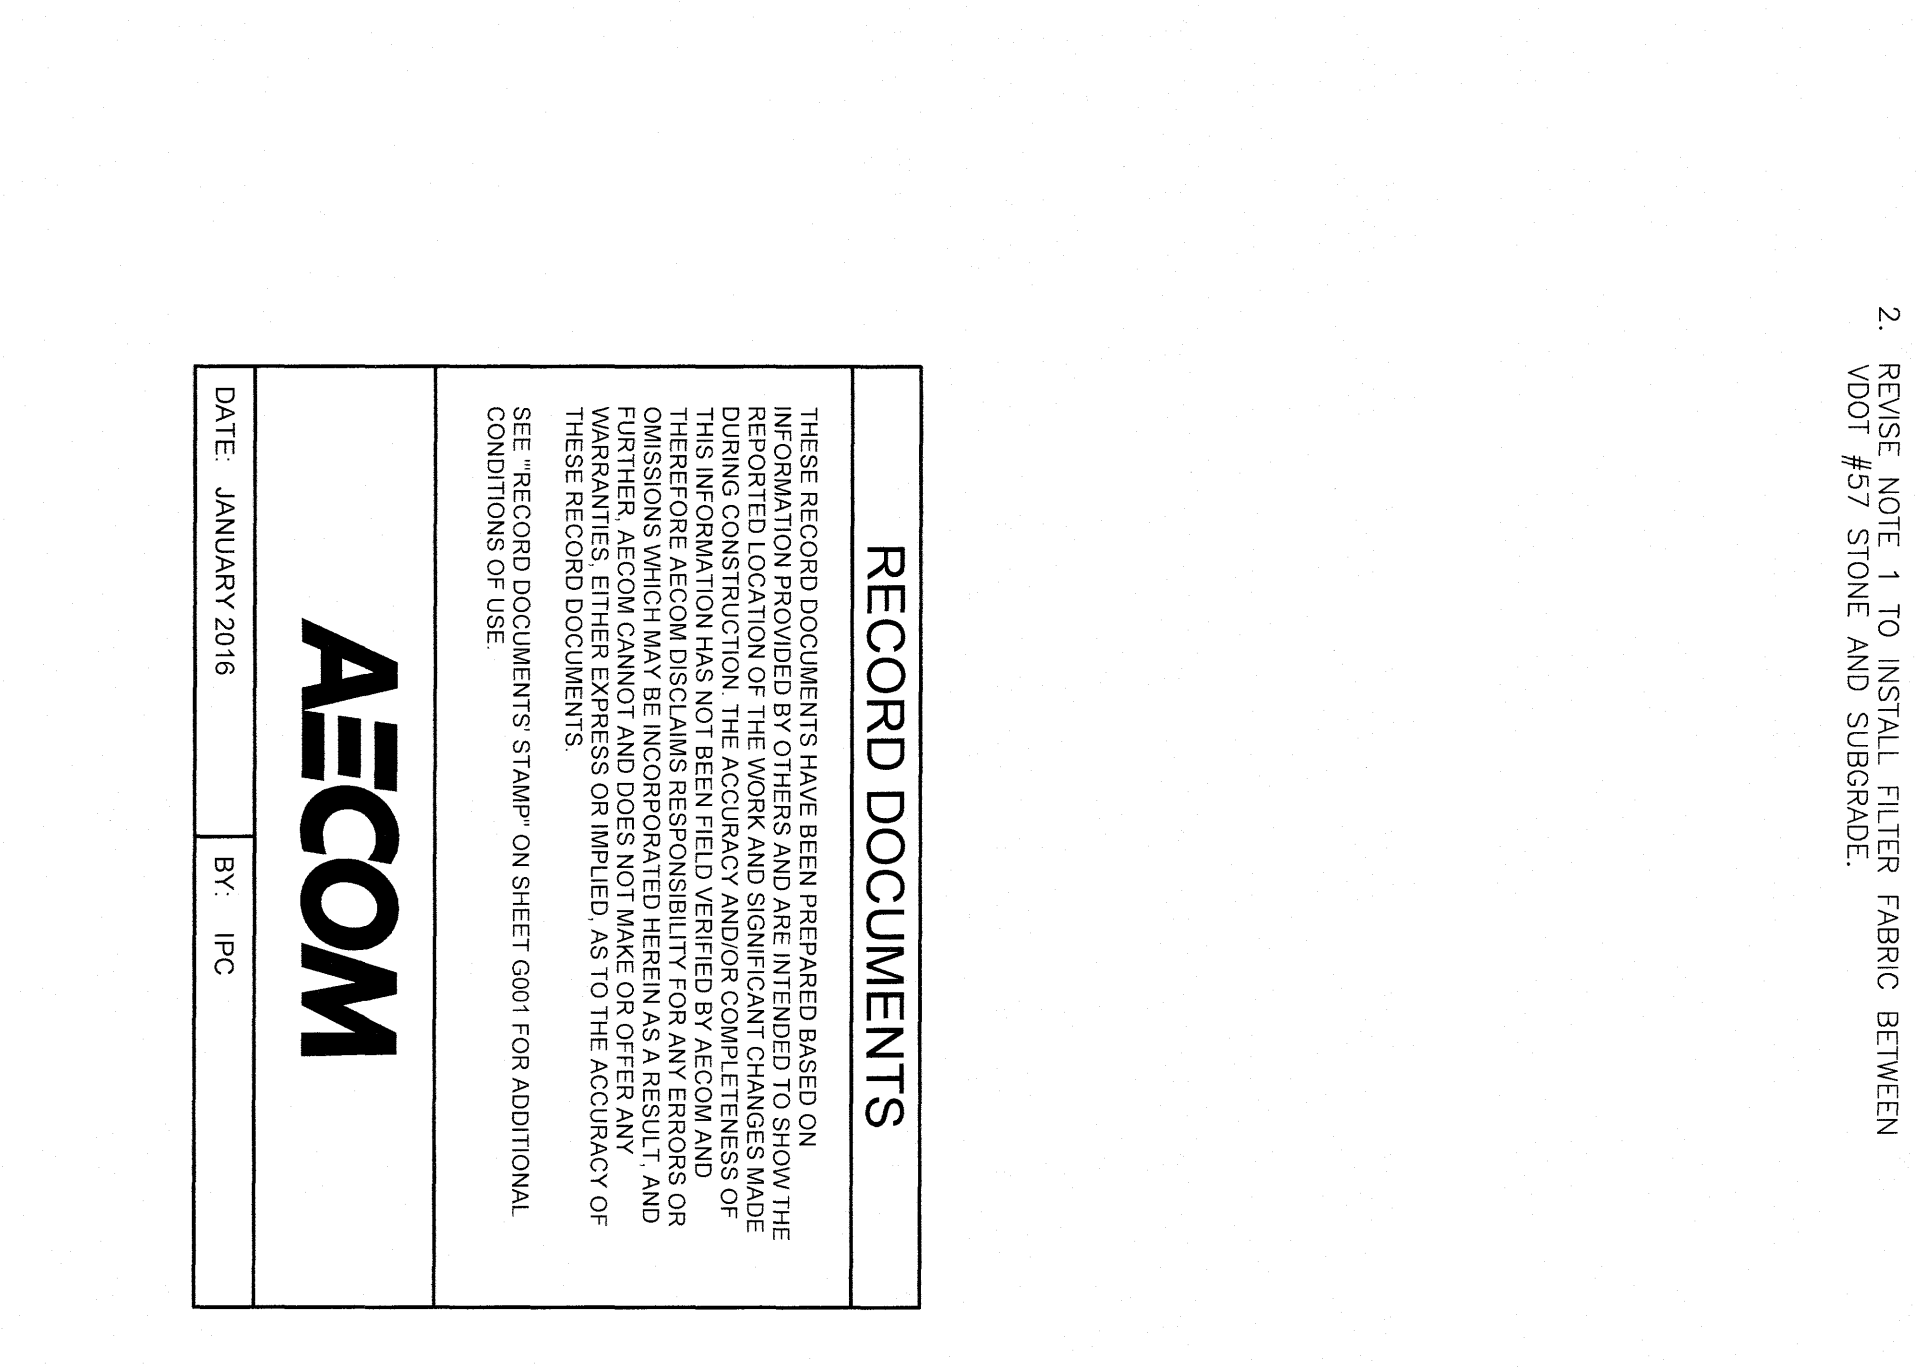 2. REVISE NOTE 1 TO INSTALL FILTER FABRIC BETWEEN
VDOT #57 STONE AND SUBGRADE.
RECORD DOCUMENTS
THESE RECORD DOCUMENTS HAVE BEEN PREPARED BASED ON
INFORMATION PROVIDED BY OTHERS AND ARE INTENDED TO SHOW THE
REPORTED LOCATION OF THE WORK AND SIGNIFICANT CHANGES MADE
DURING CONSTRUCTION. THE ACCURACY AND/OR COMPLETENESS OF
THIS INFORMATION HAS NOT BEEN FIELD VERIFIED BY AECOM AND
THEREFORE AECOM DISCLAIMS RESPONSIBILITY FOR ANY ERRORS OR
OMISSIONS WHICH MAY BE INCORPORATED HEREIN AS A RESULT, AND
FURTHER, AECOM CANNOT AND DOES NOT MAKE OR OFFER ANY
WARRANTIES, EITHER EXPRESS OR IMPLIED, AS TO THE ACCURACY OF
THESE RECORD DOCUMENTS.
SEE "'RECORD DOCUMENTS' STAMP" ON SHEET G001 FOR ADDITIONAL
CONDITIONS OF USE.
AECOM
DATE: JANUARY 2016
BY: IPC